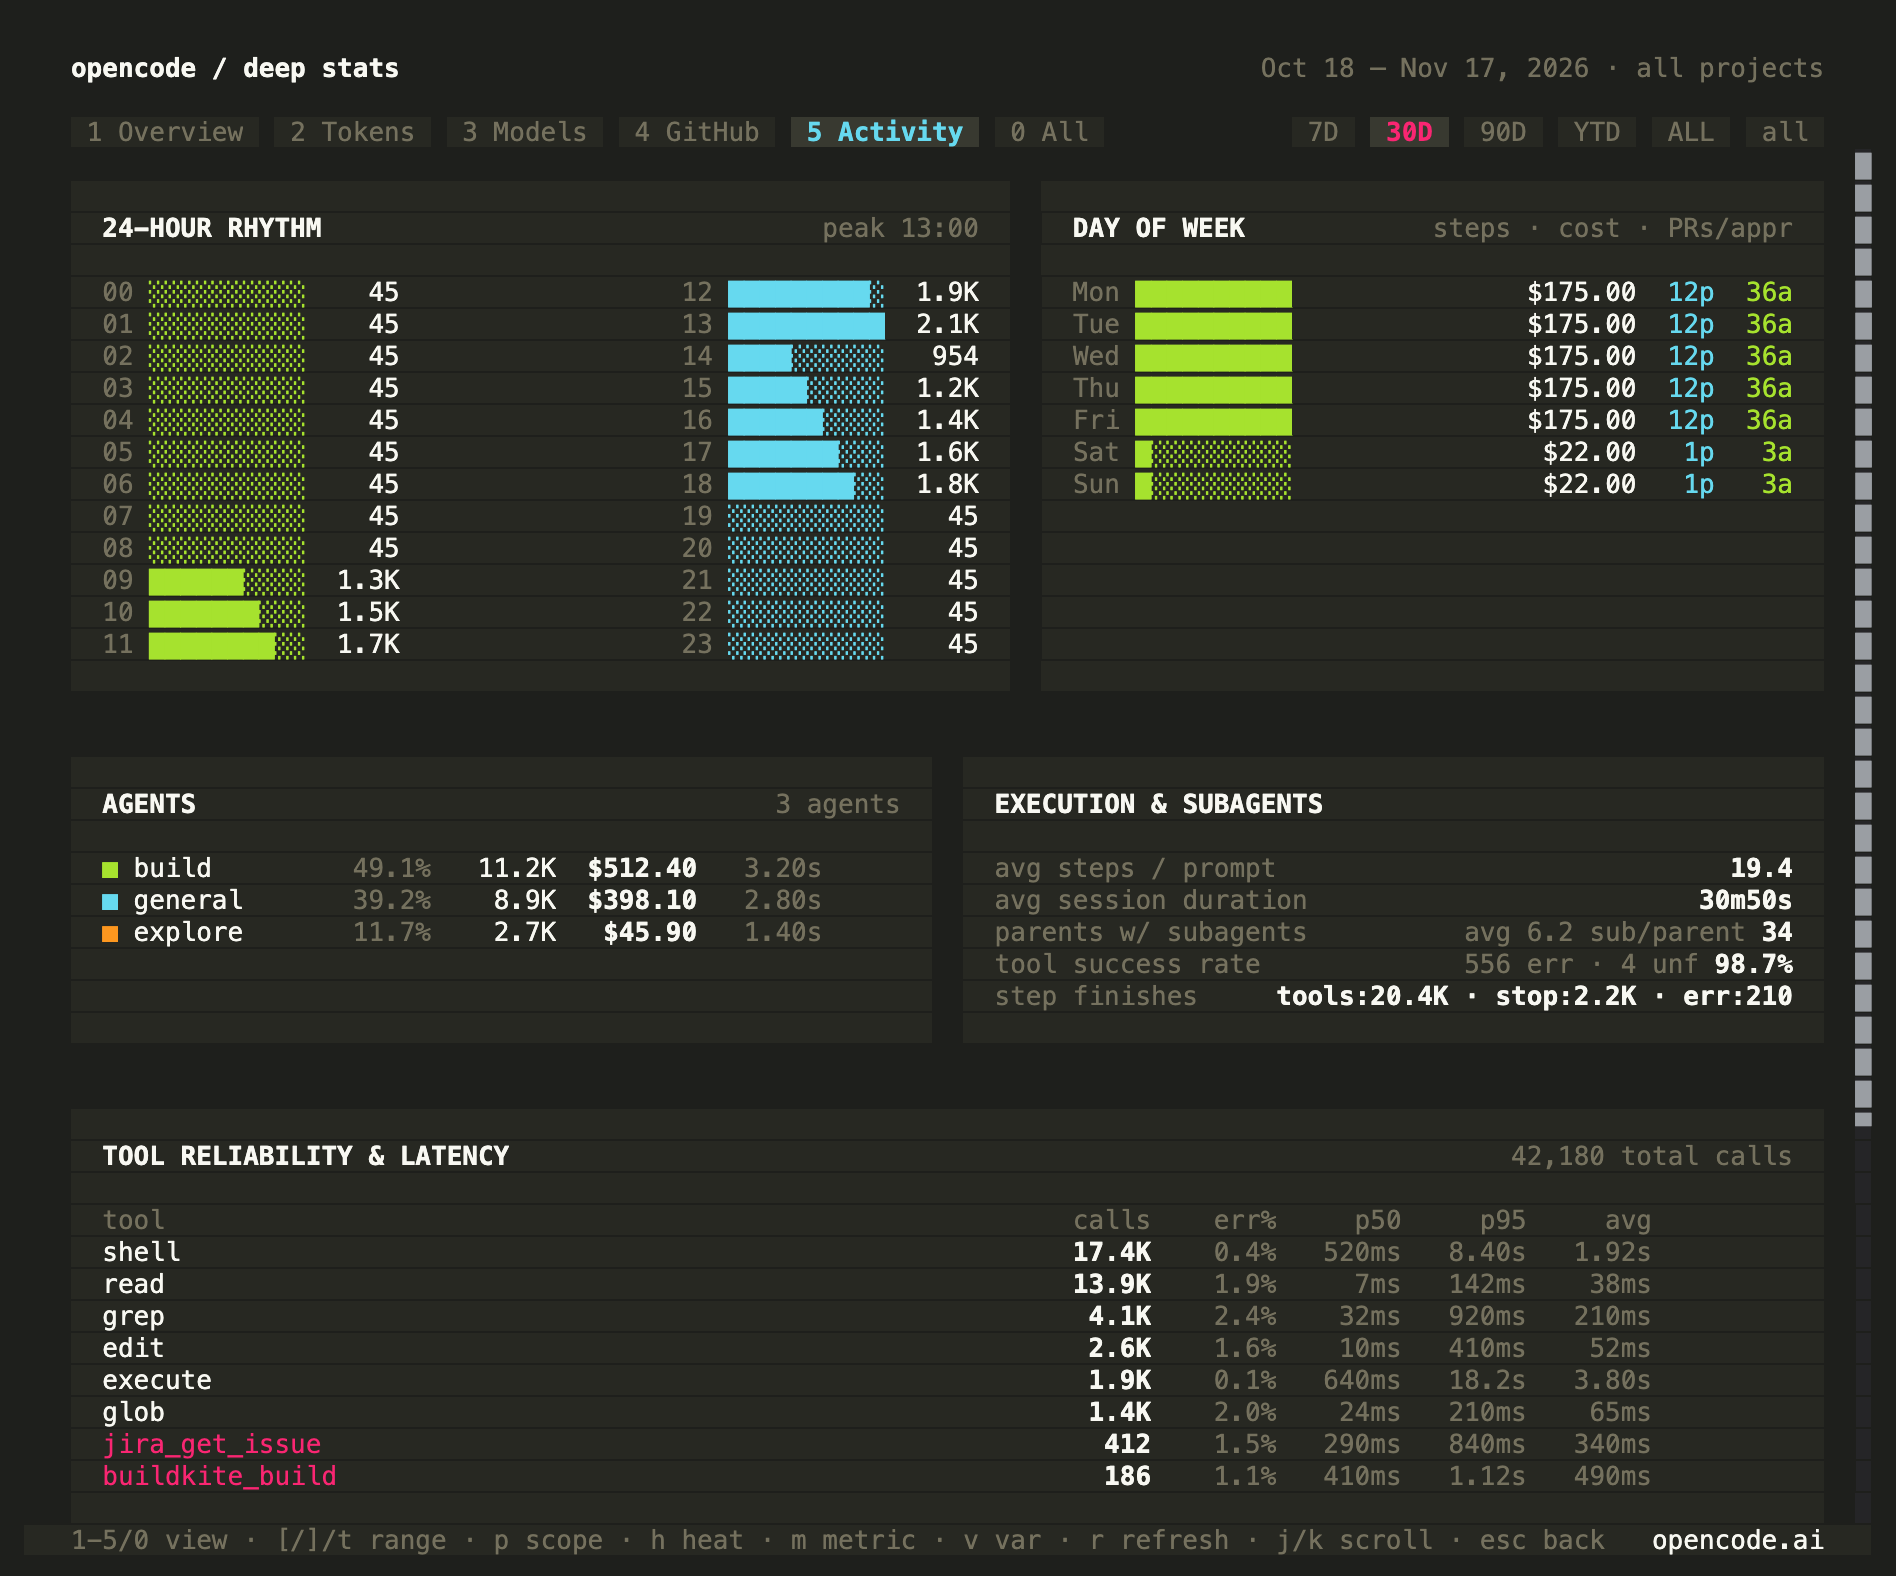 opencode / deep stats Oct 18 – Nov 17, 2026 · all projects
1 Overview 2 Tokens 3 Models 4 GitHub 5 Activity 0 All 7D 30D 90D YTD ALL all
24–HOUR RHYTHM peak 13:00
00 45 12 1.9K
01 45 13 2.1K
02 45 14 954
03 45 15 1.2K
04 45 16 1.4K
05 45 17 1.6K
06 45 18 1.8K
07 45 19 45
08 45 20 45
09 1.3K 21 45
10 1.5K 22 45
11 1.7K 23 45
DAY OF WEEK steps · cost · PRs/appr
Mon $175.00 12p 36a
Tue $175.00 12p 36a
Wed $175.00 12p 36a
Thu $175.00 12p 36a
Fri $175.00 12p 36a
Sat $22.00 1p 3a
Sun $22.00 1p 3a
AGENTS 3 agents
build 49.1% 11.2K $512.40 3.20s
general 39.2% 8.9K $398.10 2.80s
explore 11.7% 2.7K $45.90 1.40s
EXECUTION & SUBAGENTS
avg steps / prompt 19.4
avg session duration 30m50s
parents w/ subagents avg 6.2 sub/parent 34
tool success rate 556 err · 4 unf 98.7%
step finishes tools:20.4K · stop:2.2K · err:210
TOOL RELIABILITY & LATENCY 42,180 total calls
tool calls err% p50 p95 avg
shell 17.4K 0.4% 520ms 8.40s 1.92s
read 13.9K 1.9% 7ms 142ms 38ms
grep 4.1K 2.4% 32ms 920ms 210ms
edit 2.6K 1.6% 10ms 410ms 52ms
execute 1.9K 0.1% 640ms 18.2s 3.80s
glob 1.4K 2.0% 24ms 210ms 65ms
jira_get_issue 412 1.5% 290ms 840ms 340ms
buildkite_build 186 1.1% 410ms 1.12s 490ms
1–5/0 view · [/]/t range · p scope · h heat · m metric · v var · r refresh · j/k scroll · esc back opencode.ai